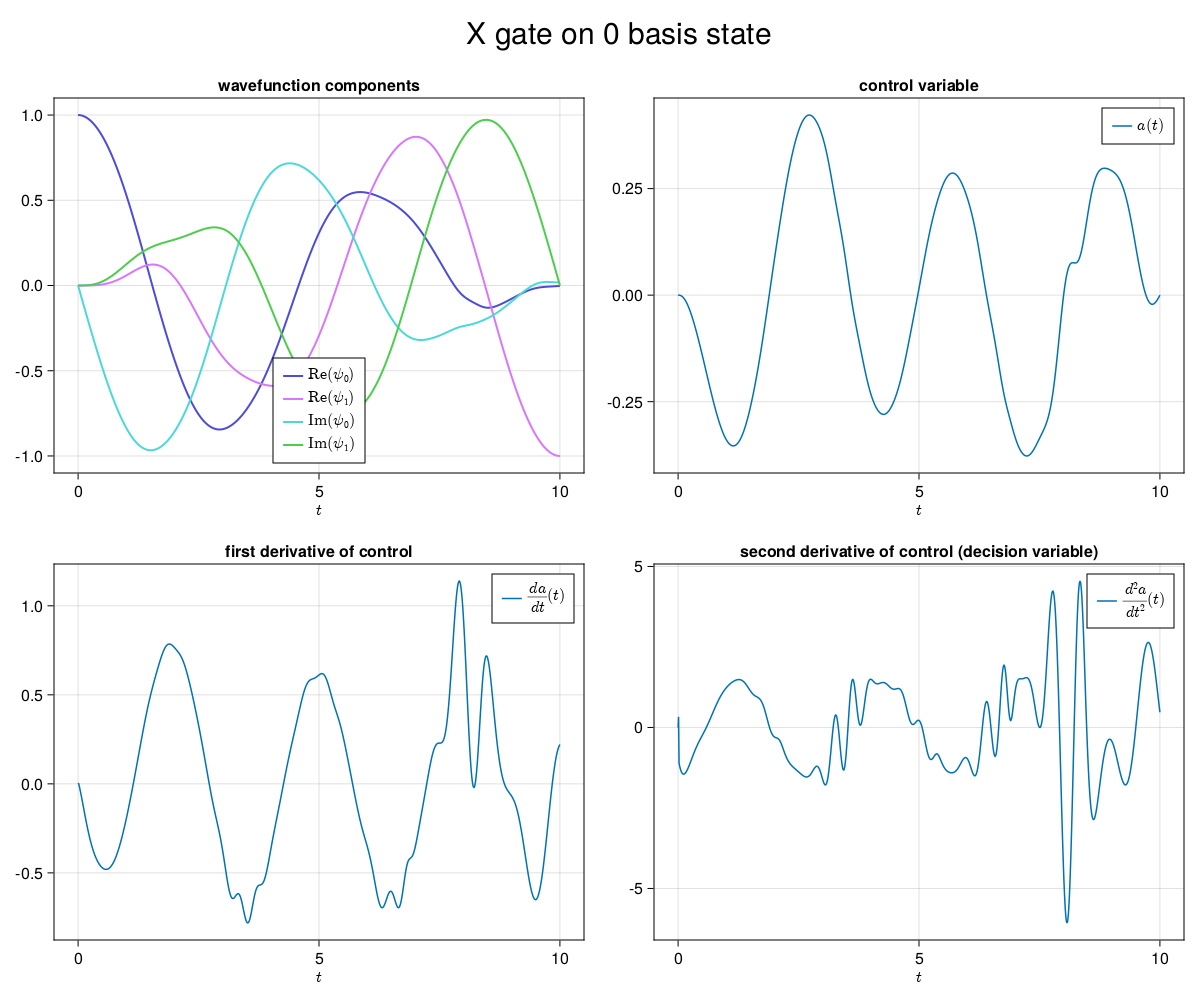 X gate on 0 basis state
wavefunction components
1.0
0.5
0.0
-0.5
-1.0
Re(ψ₀)
Re(ψ₁)
Im(ψ₀)
Im(ψ₁)
0 5 10
t
control variable
0.25
0.00
-0.25
a(t)
0 5 10
t
first derivative of control
1.0
0.5
0.0
-0.5
da/dt(t)
0 5 10
t
second derivative of control (decision variable)
5
0
-5
d²a/dt²(t)
0 5 10
t